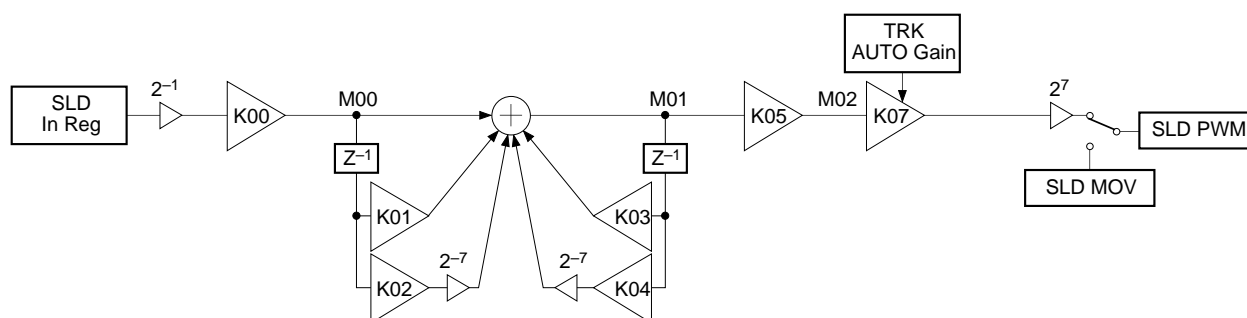 TRK
AUTO Gain
SLD
In Reg
2–1
K00
M00
M01
K05
M02
K07
27
SLD PWM
Z–1
Z–1
SLD MOV
K01
K03
K02
2–7
2–7
K04